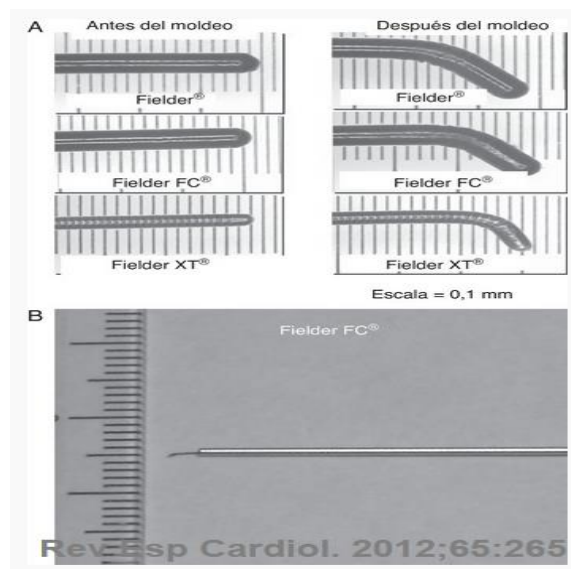 A
Antes del moldeo
Después del moldeo
Fielder®
Fielder®
Fielder FC®
Fielder FC®
Fielder XT®
Fielder XT®
Escala = 0,1 mm
B
Fielder FC®
Rev Esp Cardiol. 2012;65:265